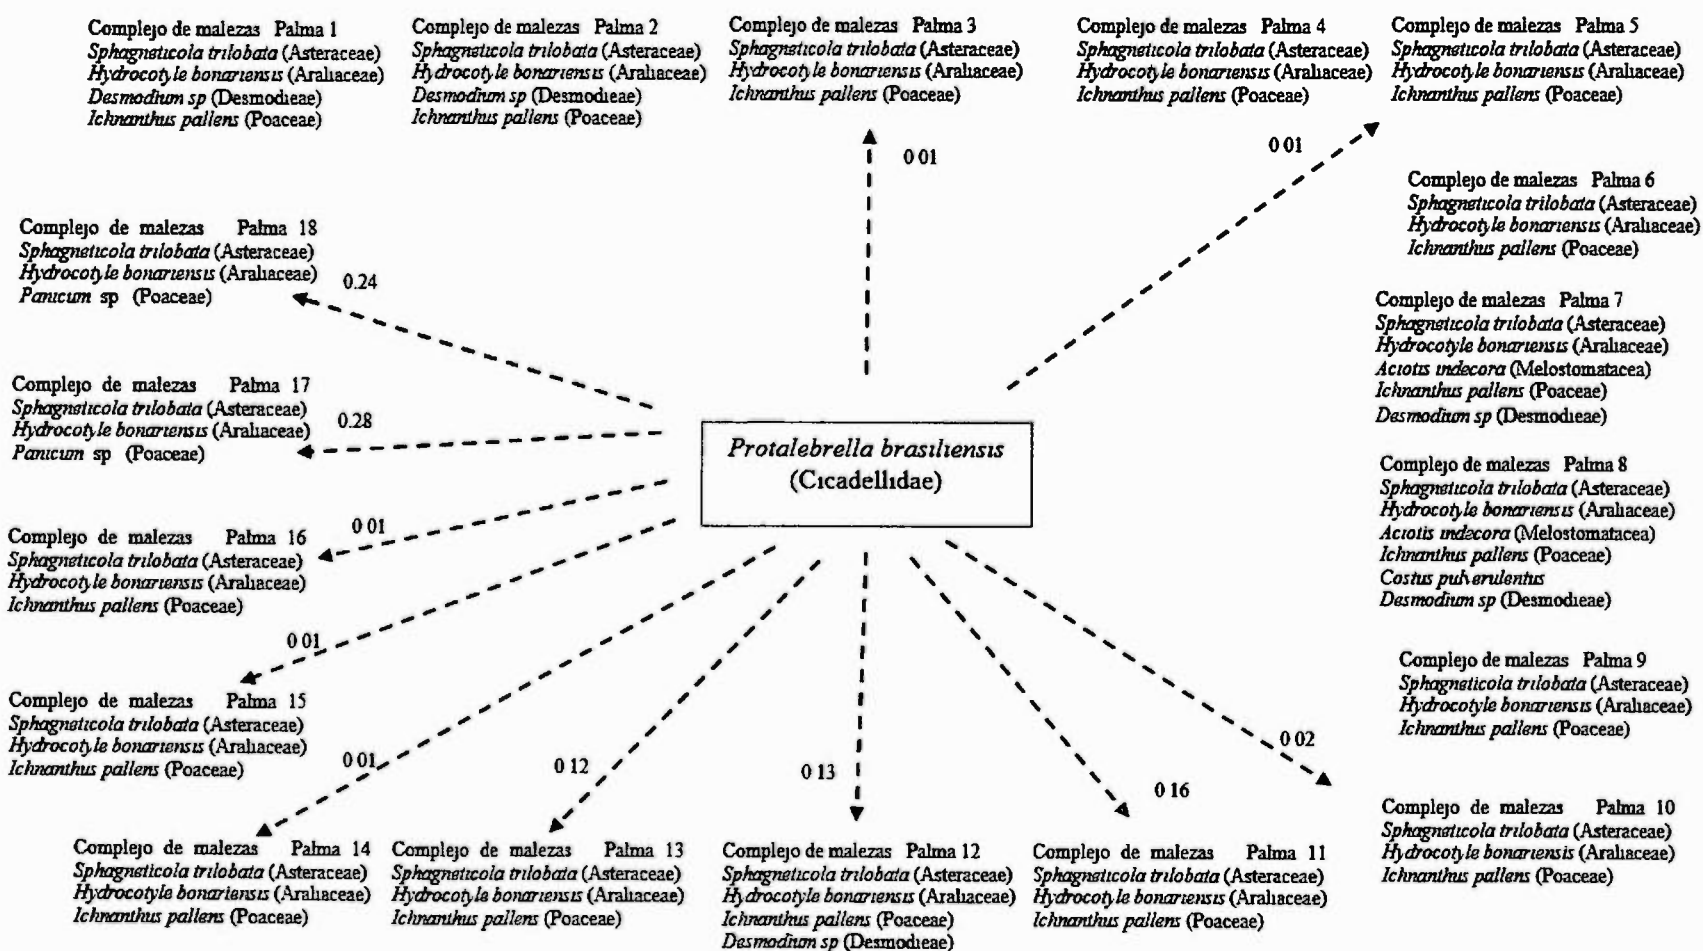 Complejo de malezas Palma 1
Sphagneticola trilobata (Asteraceae)
Hydrocotyle bonariensis (Araliaceae)
Desmodium sp (Desmodieae)
Ichnanthus pallens (Poaceae)
Complejo de malezas Palma 2
Sphagneticola trilobata (Asteraceae)
Hydrocotyle bonariensis (Araliaceae)
Desmodium sp (Desmodieae)
Ichnanthus pallens (Poaceae)
Complejo de malezas Palma 3
Sphagneticola trilobata (Asteraceae)
Hydrocotyle bonariensis (Araliaceae)
Ichnanthus pallens (Poaceae)
Complejo de malezas Palma 4
Sphagneticola trilobata (Asteraceae)
Hydrocotyle bonariensis (Araliaceae)
Ichnanthus pallens (Poaceae)
Complejo de malezas Palma 5
Sphagneticola trilobata (Asteraceae)
Hydrocotyle bonariensis (Araliaceae)
Ichnanthus pallens (Poaceae)
0 01
0 01
Complejo de malezas Palma 6
Sphagneticola trilobata (Asteraceae)
Hydrocotyle bonariensis (Araliaceae)
Ichnanthus pallens (Poaceae)
Complejo de malezas Palma 18
Sphagneticola trilobata (Asteraceae)
Hydrocotyle bonariensis (Araliaceae)
Panicum sp (Poaceae)
0.24
Complejo de malezas Palma 7
Sphagneticola trilobata (Asteraceae)
Hydrocotyle bonariensis (Araliaceae)
Aciotis indecora (Melostomatacea)
Ichnanthus pallens (Poaceae)
Desmodium sp (Desmodieae)
Complejo de malezas Palma 17
Sphagneticola trilobata (Asteraceae)
Hydrocotyle bonariensis (Araliaceae)
Panicum sp (Poaceae)
0.28
Protalebrella brasiliensis
(Cicadellidae)
Complejo de malezas Palma 8
Sphagneticola trilobata (Asteraceae)
Hydrocotyle bonariensis (Araliaceae)
Aciotis indecora (Melostomatacea)
Ichnanthus pallens (Poaceae)
Costus pulverulentus
Desmodium sp (Desmodieae)
Complejo de malezas Palma 16
Sphagneticola trilobata (Asteraceae)
Hydrocotyle bonariensis (Araliaceae)
Ichnanthus pallens (Poaceae)
0 01
0 01
Complejo de malezas Palma 9
Sphagneticola trilobata (Asteraceae)
Hydrocotyle bonariensis (Araliaceae)
Ichnanthus pallens (Poaceae)
Complejo de malezas Palma 15
Sphagneticola trilobata (Asteraceae)
Hydrocotyle bonariensis (Araliaceae)
Ichnanthus pallens (Poaceae)
0 01
0 12
0 13
0 16
0 02
Complejo de malezas Palma 10
Sphagneticola trilobata (Asteraceae)
Hydrocotyle bonariensis (Araliaceae)
Ichnanthus pallens (Poaceae)
Complejo de malezas Palma 14
Sphagneticola trilobata (Asteraceae)
Hydrocotyle bonariensis (Araliaceae)
Ichnanthus pallens (Poaceae)
Complejo de malezas Palma 13
Sphagneticola trilobata (Asteraceae)
Hydrocotyle bonariensis (Araliaceae)
Ichnanthus pallens (Poaceae)
Complejo de malezas Palma 12
Sphagneticola trilobata (Asteraceae)
Hydrocotyle bonariensis (Araliaceae)
Ichnanthus pallens (Poaceae)
Desmodium sp (Desmodieae)
Complejo de malezas Palma 11
Sphagneticola trilobata (Asteraceae)
Hydrocotyle bonariensis (Araliaceae)
Ichnanthus pallens (Poaceae)